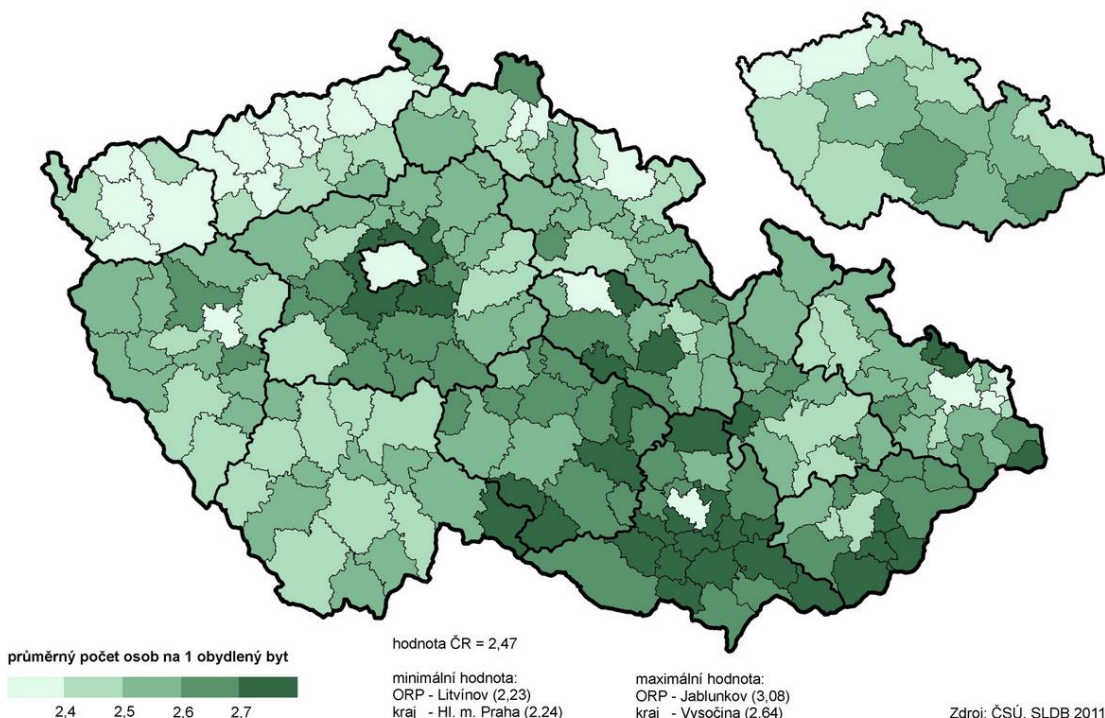 hodnota ČR = 2,47
průměrný počet osob na 1 obydlený byt
2,4 2,5 2,6 2,7
minimální hodnota:
ORP - Litvínov (2,23)
kraj - Hl. m. Praha (2,24)
maximální hodnota:
ORP - Jablunkov (3,08)
kraj - Vysočina (2,64)
Zdroj: ČSÚ, SLDB 2011